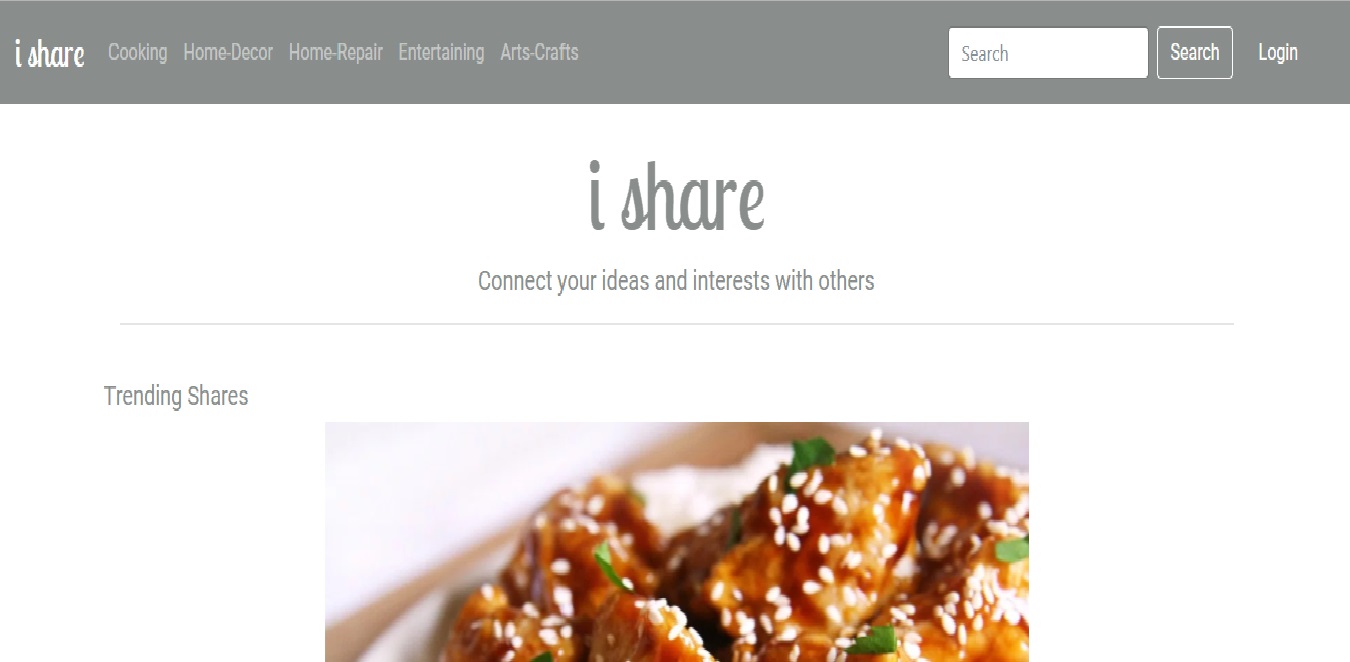 i share Cooking Home-Decor Home-Repair Entertaining Arts-Crafts Search Search Login
i share
Connect your ideas and interests with others
Trending Shares